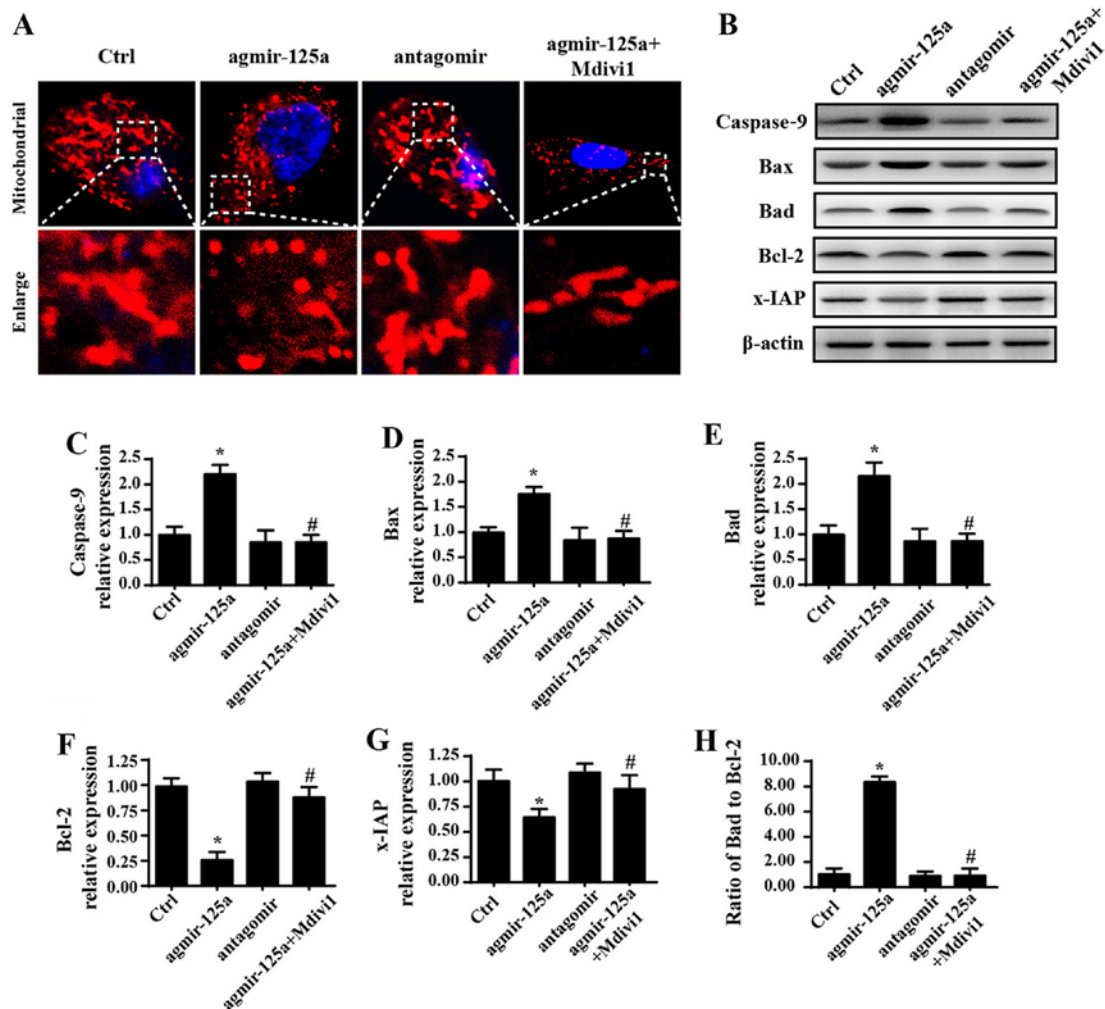 A
Ctrl
agmir-125a
antagomir
agmir-125a+
Mdivi1
Mitochondrial
Enlarge
B
Ctrl
agmir-125a
antagomir
agmir-125a+
Mdivi1
Caspase-9
Bax
Bad
Bcl-2
x-IAP
β-actin
C
Caspase-9
relative expression
2.5
2.0
1.5
1.0
0.5
0.0
*
#
Ctrl
agmir-125a
antagomir
agmir-125a+Mdivi1
D
Bax
relative expression
2.5
2.0
1.5
1.0
0.5
0.0
*
#
Ctrl
agmir-125a
antagomir
agmir-125a+Mdivi1
E
Bad
relative expression
2.5
2.0
1.5
1.0
0.5
0.0
*
#
Ctrl
agmir-125a
antagomir
agmir-125a+Mdivi1
F
Bcl-2
relative expression
1.25
1.00
0.75
0.50
0.25
0.00
*
#
Ctrl
agmir-125a
antagomir
agmir-125a+Mdivi1
G
x-IAP
relative expression
1.25
1.00
0.75
0.50
0.25
0.00
*
#
Ctrl
agmir-125a
antagomir
agmir-125a
+Mdivi1
H
Ratio of Bad to Bcl-2
10.00
8.00
6.00
4.00
2.00
0.00
*
#
Ctrl
agmir-125a
antagomir
agmir-125a
+Mdivi1